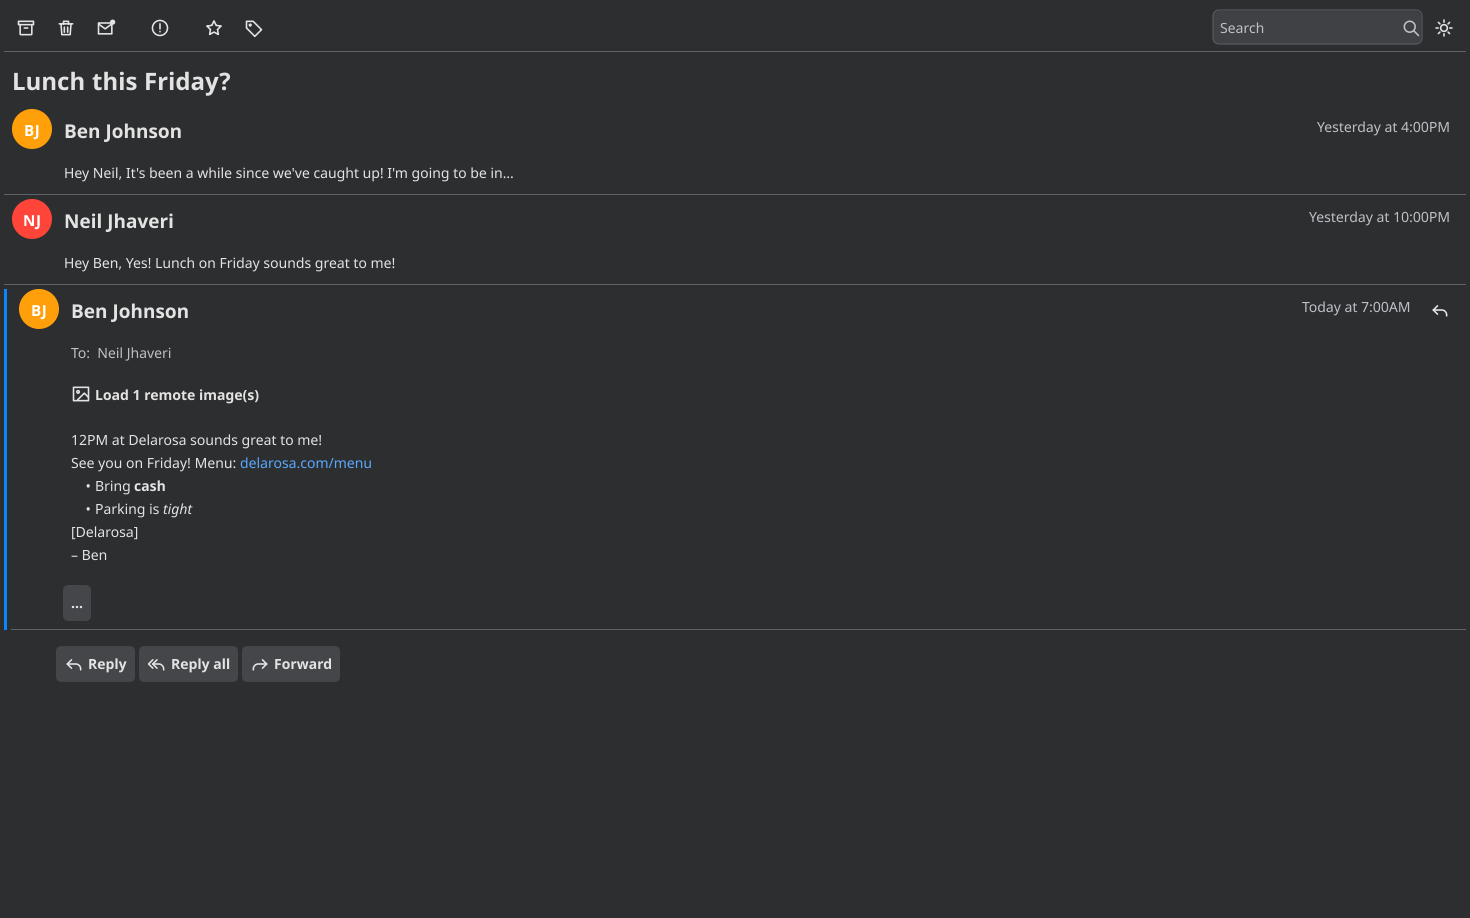 Search
Lunch this Friday?
BJ
Ben Johnson
Yesterday at 4:00PM
Hey Neil, It's been a while since we've caught up! I'm going to be in...
NJ
Neil Jhaveri
Yesterday at 10:00PM
Hey Ben, Yes! Lunch on Friday sounds great to me!
BJ
Ben Johnson
Today at 7:00AM
To: Neil Jhaveri
Load 1 remote image(s)
12PM at Delarosa sounds great to me!
See you on Friday! Menu: delarosa.com/menu
• Bring cash
• Parking is tight
[Delarosa]
– Ben
...
Reply
Reply all
Forward